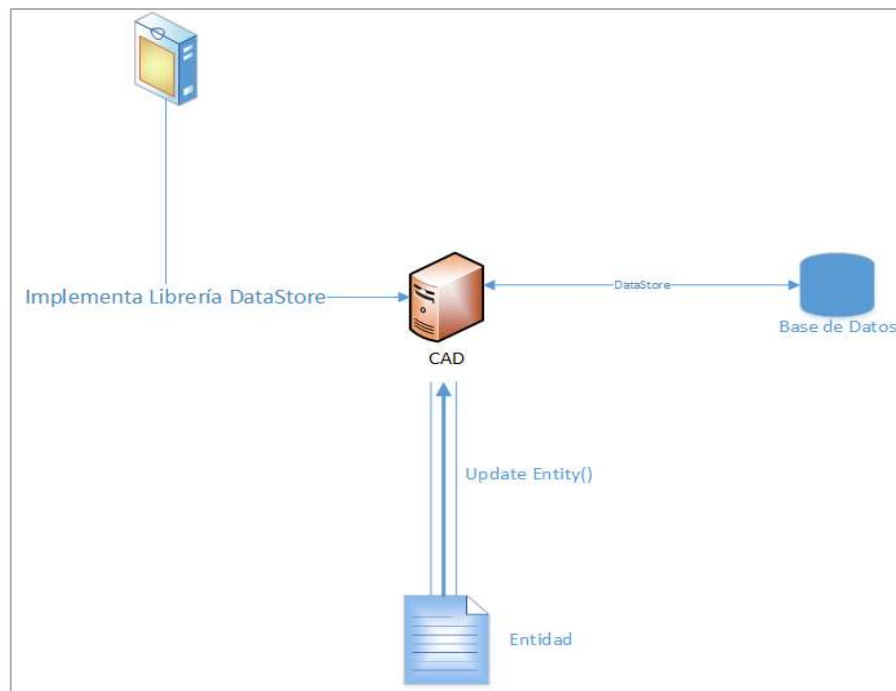 Implementa Librería DataStore
DataStore
Base de Datos
CAD
Update Entity()
Entidad